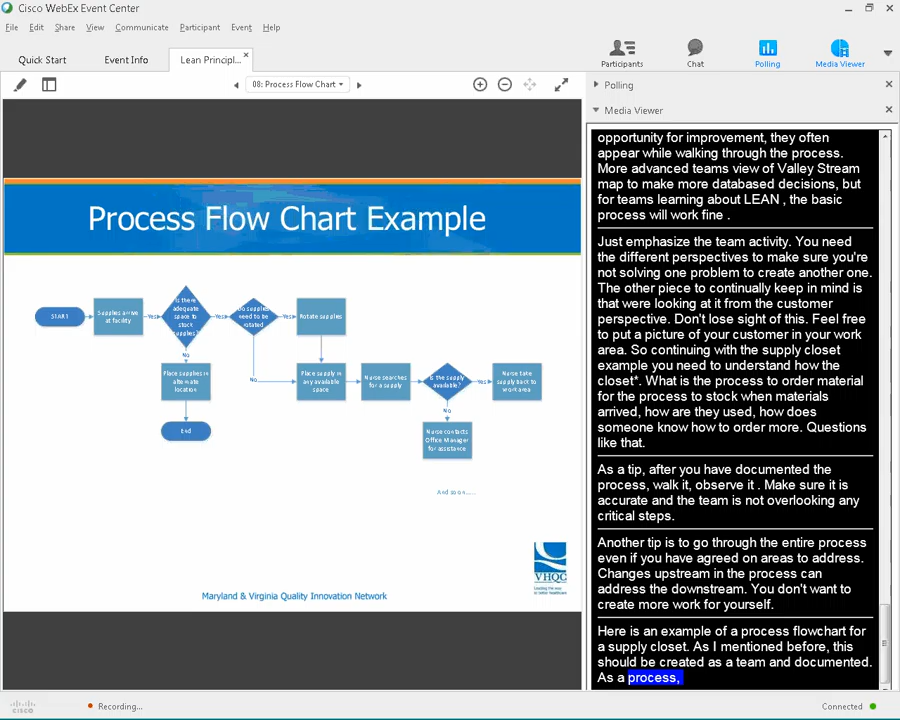 Cisco WebEx Event Center
File Edit Share View Communicate Participant Event Help
Quick Start Event Info Lean Principl...
Participants Chat Polling Media Viewer
08: Process Flow Chart
Polling
Media Viewer
Process Flow Chart Example
START
Supplies arrive
at facility
Yes
Is there
adequate
space to
stock
supplies?
Yes
Do supplies
need to be
rotated
Yes
Rotate supplies
No
No
Place supplies in
alternate
location
End
Place supply in
any available
space
Nurse searches
for a supply
Is the supply
available?
Yes
Nurse take
supply back to
work area
No
Nurse contacts
Office Manager
for assistance
And so on.....
VHQC
Maryland & Virginia Quality Innovation Network
opportunity for improvement, they often
appear while walking through the process.
More advanced teams view of Valley Stream
map to make more databased decisions, but
for teams learning about LEAN , the basic
process will work fine .
Just emphasize the team activity. You need
the different perspectives to make sure you're
not solving one problem to create another one.
The other piece to continually keep in mind is
that were looking at it from the customer
perspective. Don't lose sight of this. Feel free
to put a picture of your customer in your work
area. So continuing with the supply closet
example you need to understand how the
closet*. What is the process to order material
for the process to stock when materials
arrived, how are they used, how does
someone know how to order more. Questions
like that.
As a tip, after you have documented the
process, walk it, observe it . Make sure it is
accurate and the team is not overlooking any
critical steps.
Another tip is to go through the entire process
even if you have agreed on areas to address.
Changes upstream in the process can
address the downstream. You don't want to
create more work for yourself.
Here is an example of a process flowchart for
a supply closet. As I mentioned before, this
should be created as a team and documented.
As a process,
cisco
Recording...
Connected